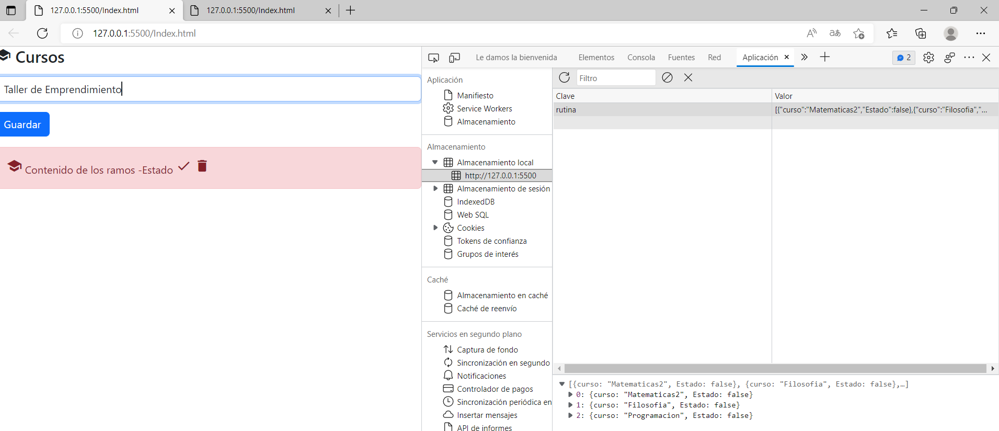 127.0.0.1:5500/Index.html
127.0.0.1:5500/Index.html
127.0.0.1:5500/Index.html
Cursos
Taller de Emprendimiento
Guardar
Contenido de los ramos -Estado
Le damos la bienvenida
Elementos
Consola
Fuentes
Red
Aplicación
2
Aplicación
Manifiesto
Service Workers
Almacenamiento
Almacenamiento
Almacenamiento local
http://127.0.0.1:5500
Almacenamiento de sesión
IndexedDB
Web SQL
Cookies
Tokens de confianza
Grupos de interés
Caché
Almacenamiento en caché
Caché de reenvío
Servicios en segundo plano
Captura de fondo
Sincronización en segundo
Notificaciones
Controlador de pagos
Sincronización periódica en
Insertar mensajes
API de informes
Filtro
Clave Valor
rutina [{"curso":"Matematicas2","Estado":false},{"curso":"Filosofia","...
[{curso: "Matematicas2", Estado: false}, {curso: "Filosofia", Estado: false},…]
0: {curso: "Matematicas2", Estado: false}
1: {curso: "Filosofia", Estado: false}
2: {curso: "Programacion", Estado: false}